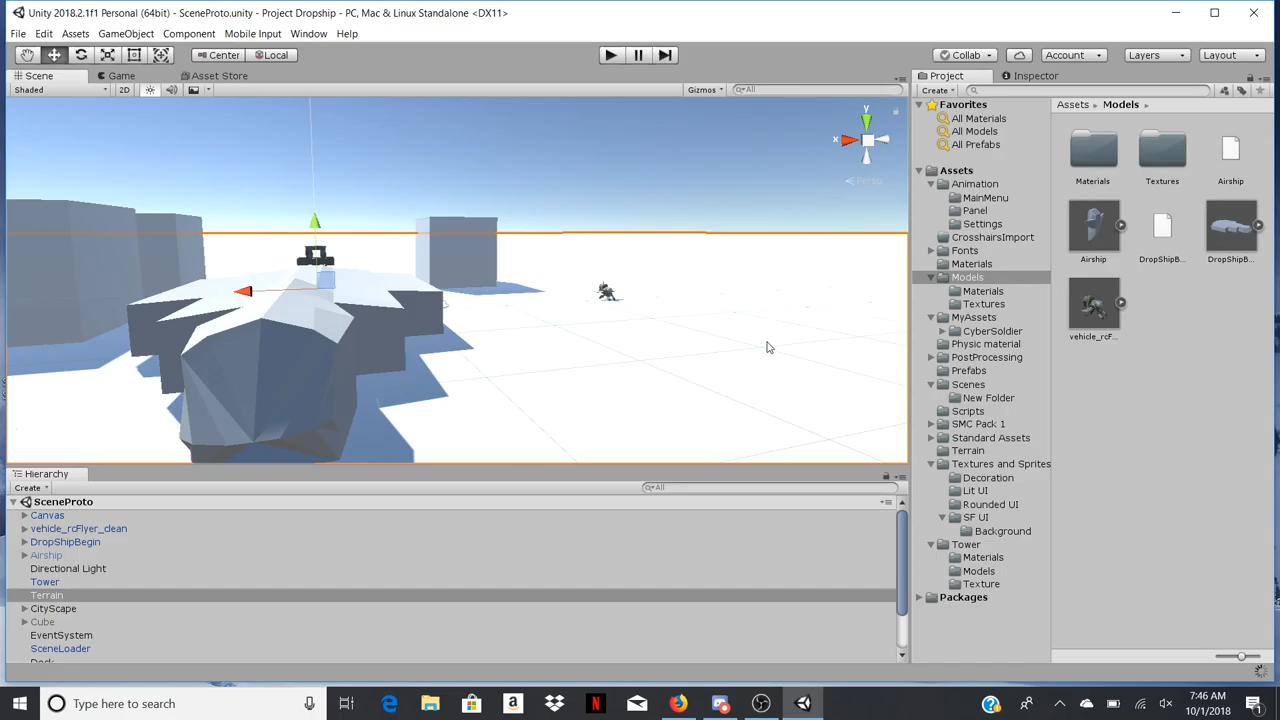 Unity 2018.2.1f1 Personal (64bit) - SceneProto.unity - Project Dropship - PC, Mac & Linux Standalone <DX11>
File Edit Assets GameObject Component Mobile Input Window Help
Center Local Collab Account Layers Layout
Scene Game Asset Store
Shaded 2D Gizmos All
y
x
Persp
Hierarchy
Create All
SceneProto
Canvas
vehicle_rcFlyer_clean
DropShipBegin
Airship
Directional Light
Tower
Terrain
CityScape
Cube
EventSystem
SceneLoader
Project Inspector
Create
Favorites
All Materials
All Models
All Prefabs
Assets
Animation
MainMenu
Panel
Settings
CrosshairsImport
Fonts
Materials
Models
Materials
Textures
MyAssets
CyberSoldier
Physic material
PostProcessing
Prefabs
Scenes
New Folder
Scripts
SMC Pack 1
Standard Assets
Terrain
Textures and Sprites
Decoration
Lit UI
Rounded UI
SF UI
Background
Tower
Materials
Models
Texture
Packages
Assets Models
Materials Textures Airship
Airship DropShipB... DropShipB...
vehicle_rcF...
Type here to search
7:46 AM
10/1/2018